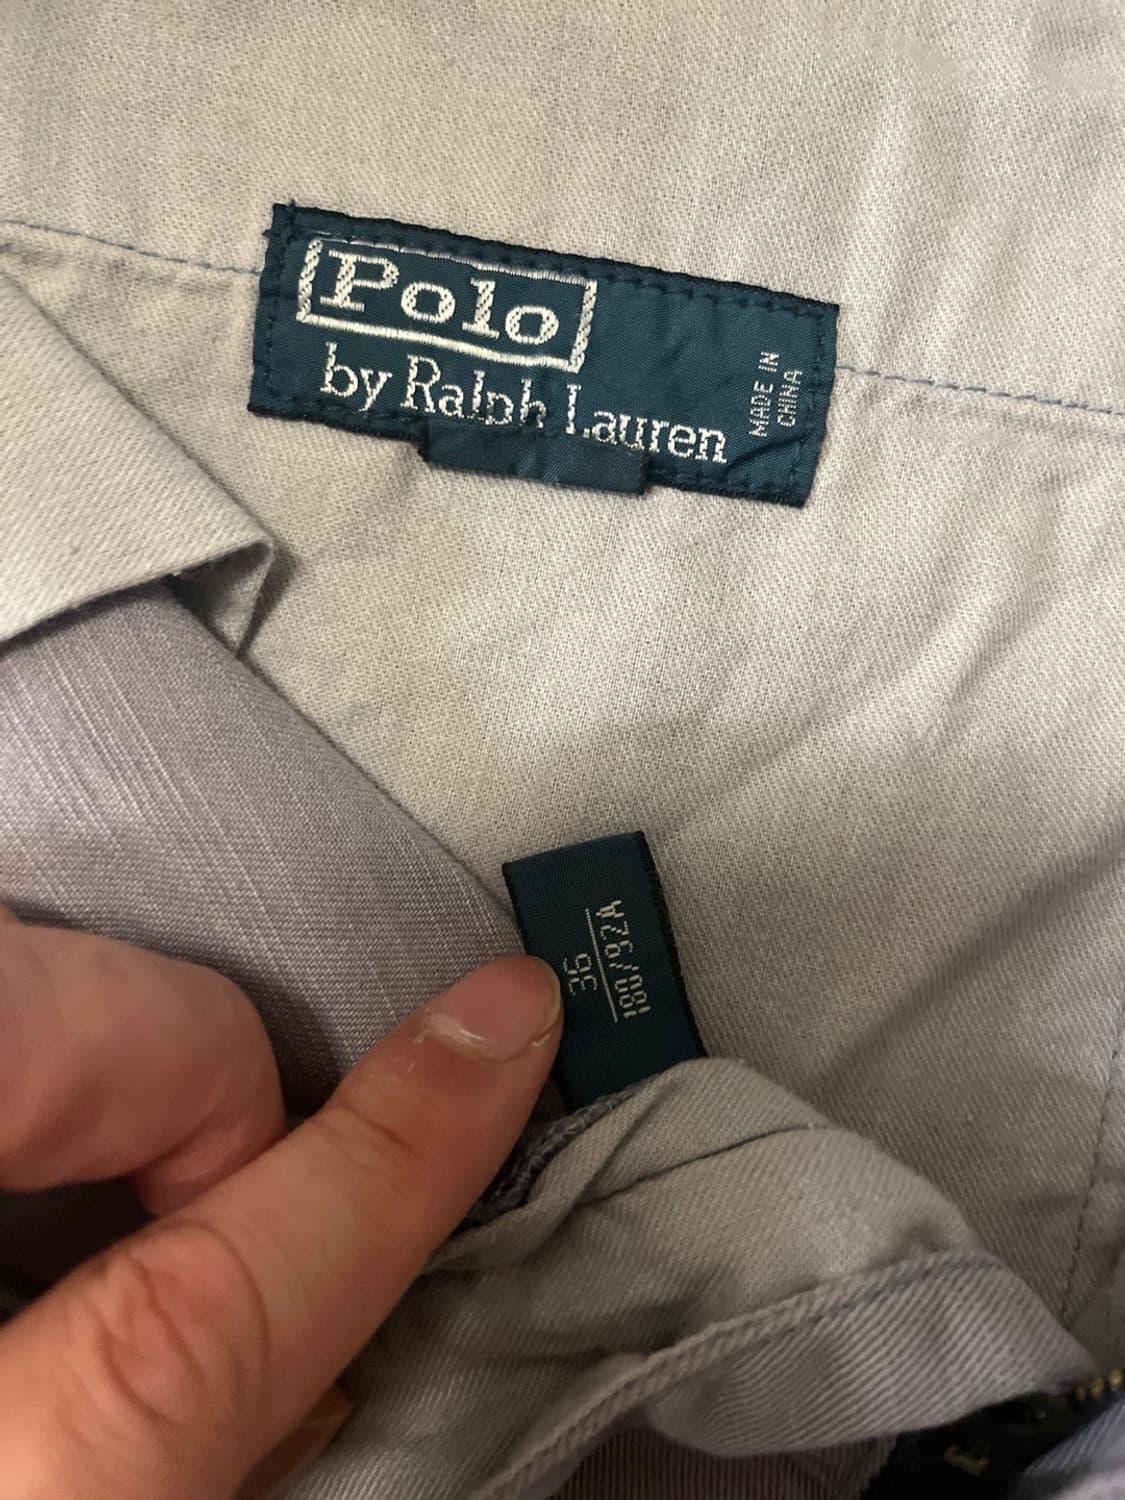 Polo
by Ralph Lauren
MADE IN
CHINA
180/92A
36